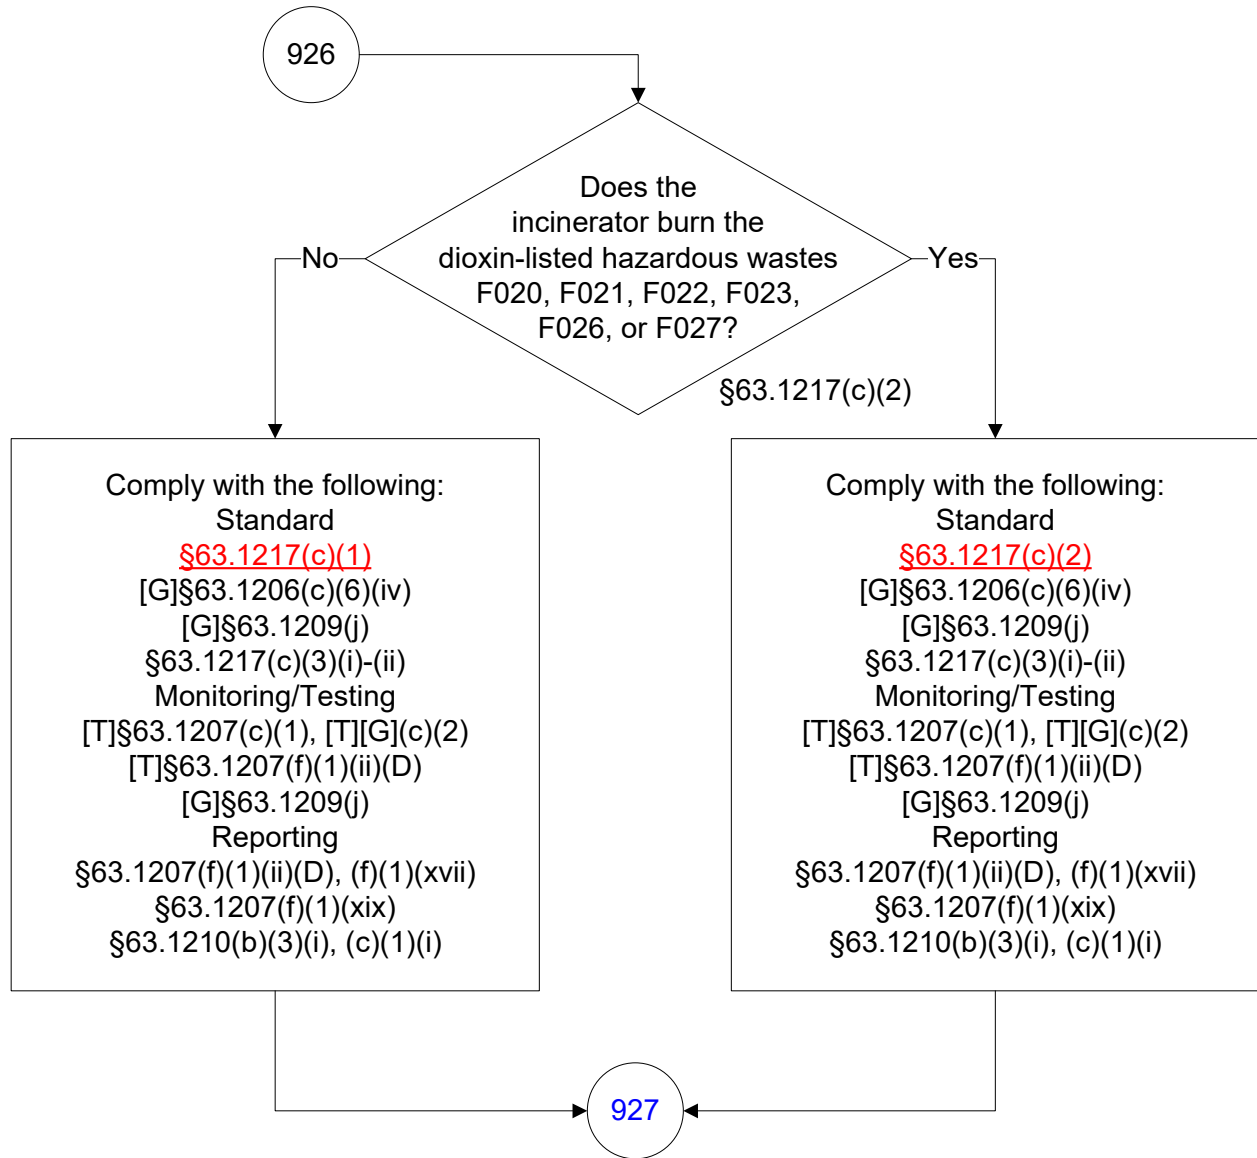 926
Does the
incinerator burn the
dioxin-listed hazardous wastes
F020, F021, F022, F023,
F026, or F027?
No
Yes
§63.1217(c)(2)
Comply with the following:
Standard
§63.1217(c)(1)
[G]§63.1206(c)(6)(iv)
[G]§63.1209(j)
§63.1217(c)(3)(i)-(ii)
Monitoring/Testing
[T]§63.1207(c)(1), [T][G](c)(2)
[T]§63.1207(f)(1)(ii)(D)
[G]§63.1209(j)
Reporting
§63.1207(f)(1)(ii)(D), (f)(1)(xvii)
§63.1207(f)(1)(xix)
§63.1210(b)(3)(i), (c)(1)(i)
Comply with the following:
Standard
§63.1217(c)(2)
[G]§63.1206(c)(6)(iv)
[G]§63.1209(j)
§63.1217(c)(3)(i)-(ii)
Monitoring/Testing
[T]§63.1207(c)(1), [T][G](c)(2)
[T]§63.1207(f)(1)(ii)(D)
[G]§63.1209(j)
Reporting
§63.1207(f)(1)(ii)(D), (f)(1)(xvii)
§63.1207(f)(1)(xix)
§63.1210(b)(3)(i), (c)(1)(i)
927